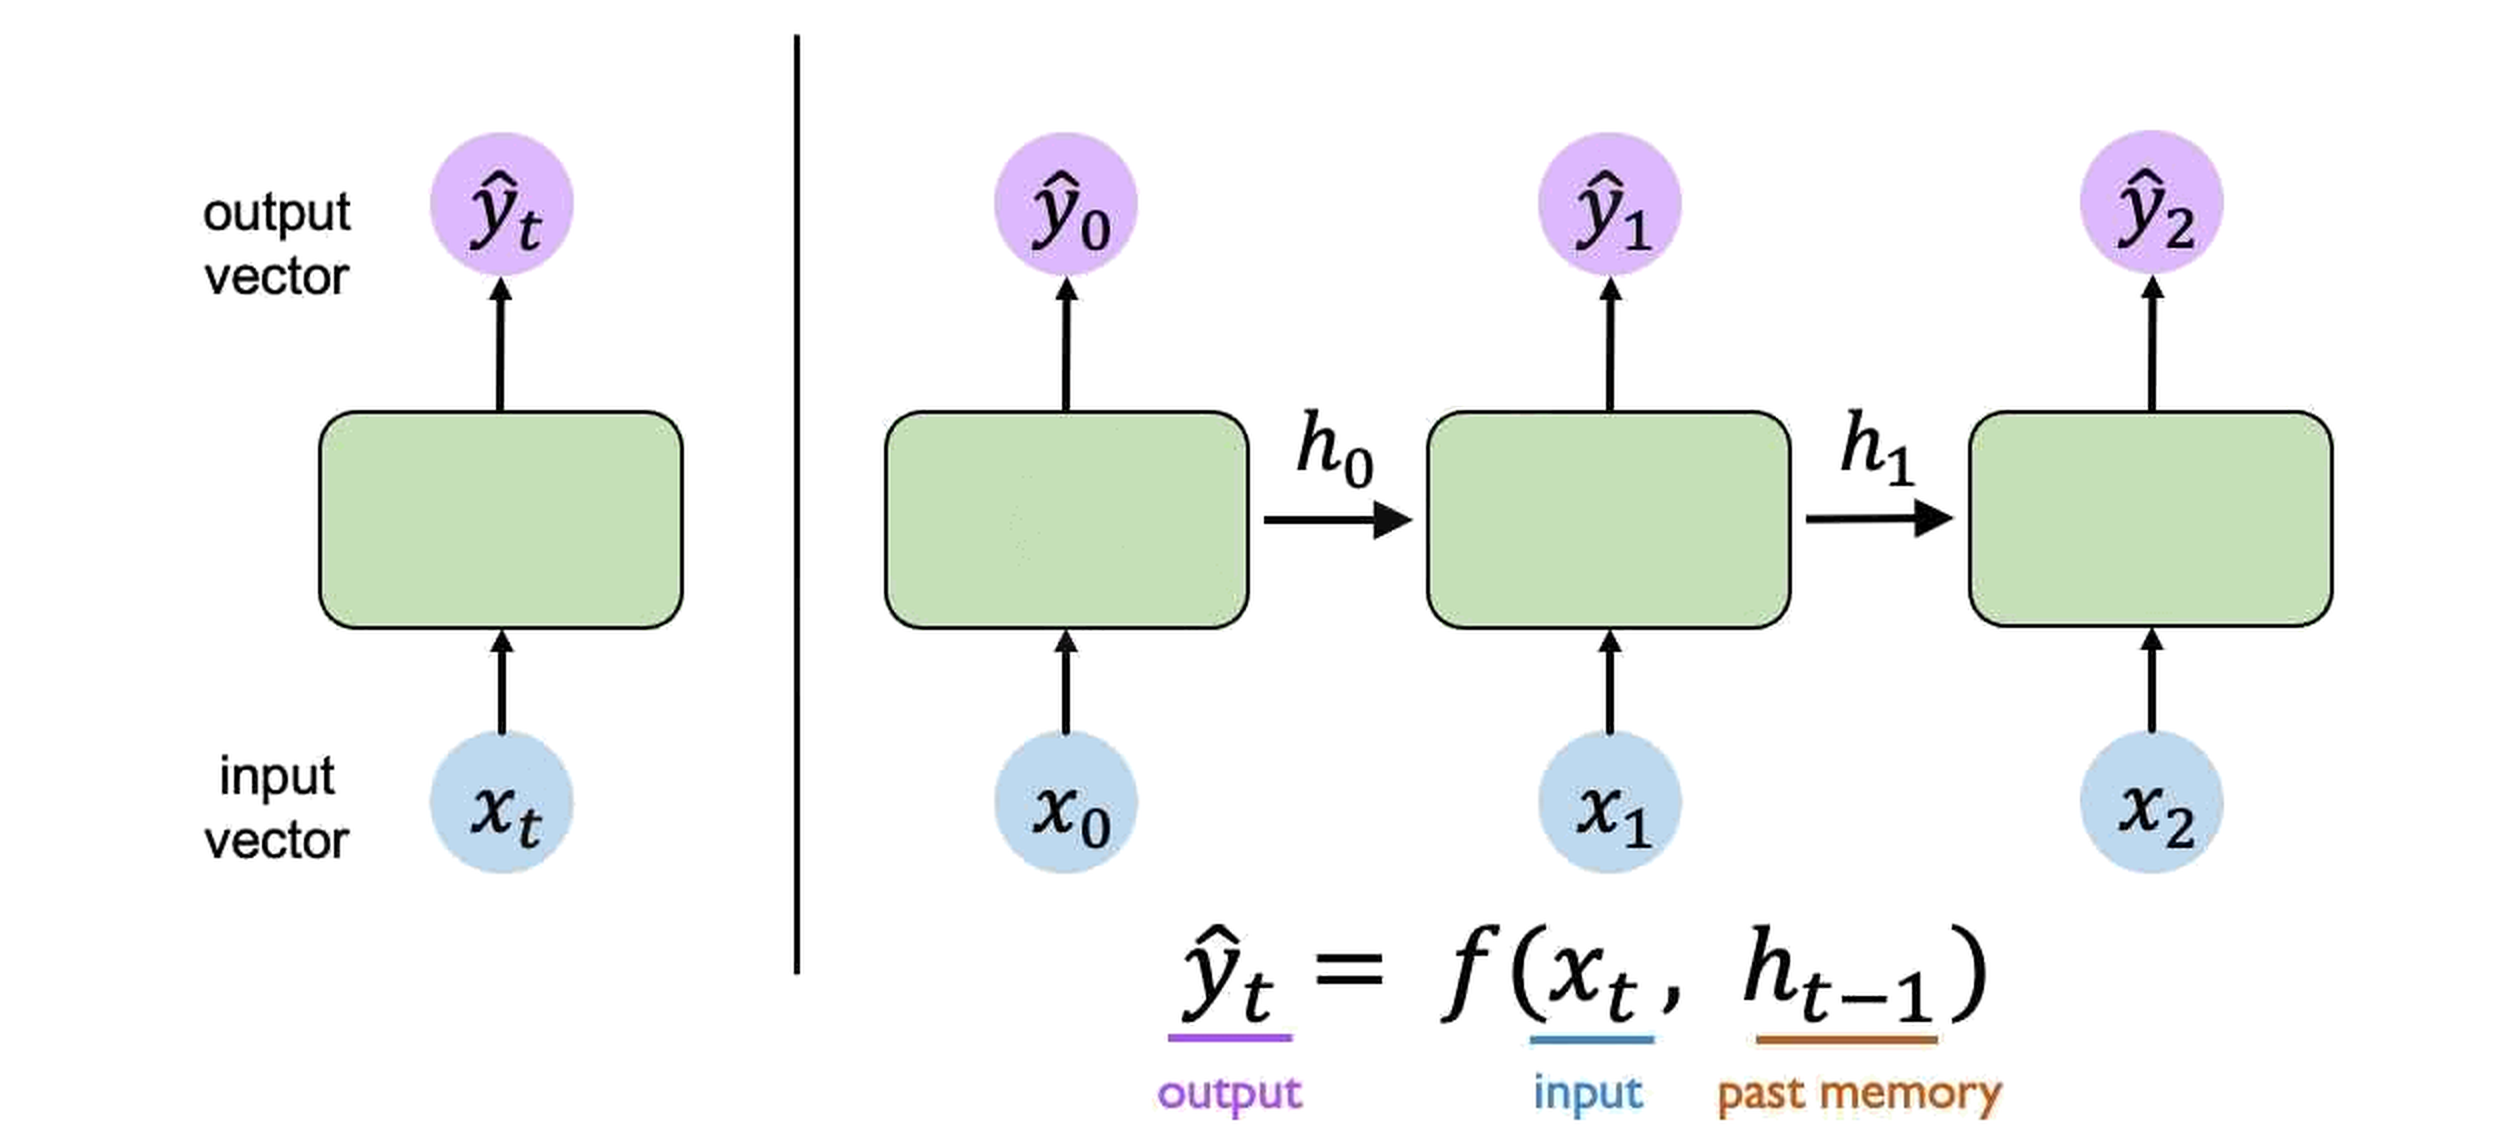 output
vector
ŷt
input
vector
xt
ŷ0
ŷ1
ŷ2
h0
h1
x0
x1
x2
ŷt = f(xt, ht−1)
output
input
past memory